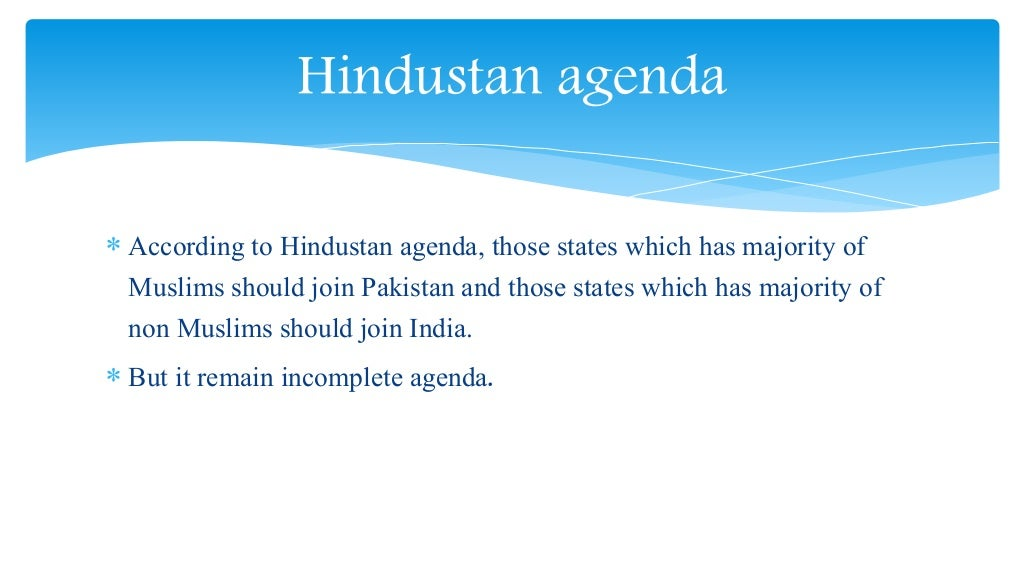 Hindustan agenda
* According to Hindustan agenda, those states which has majority of
Muslims should join Pakistan and those states which has majority of
non Muslims should join India.
* But it remain incomplete agenda.